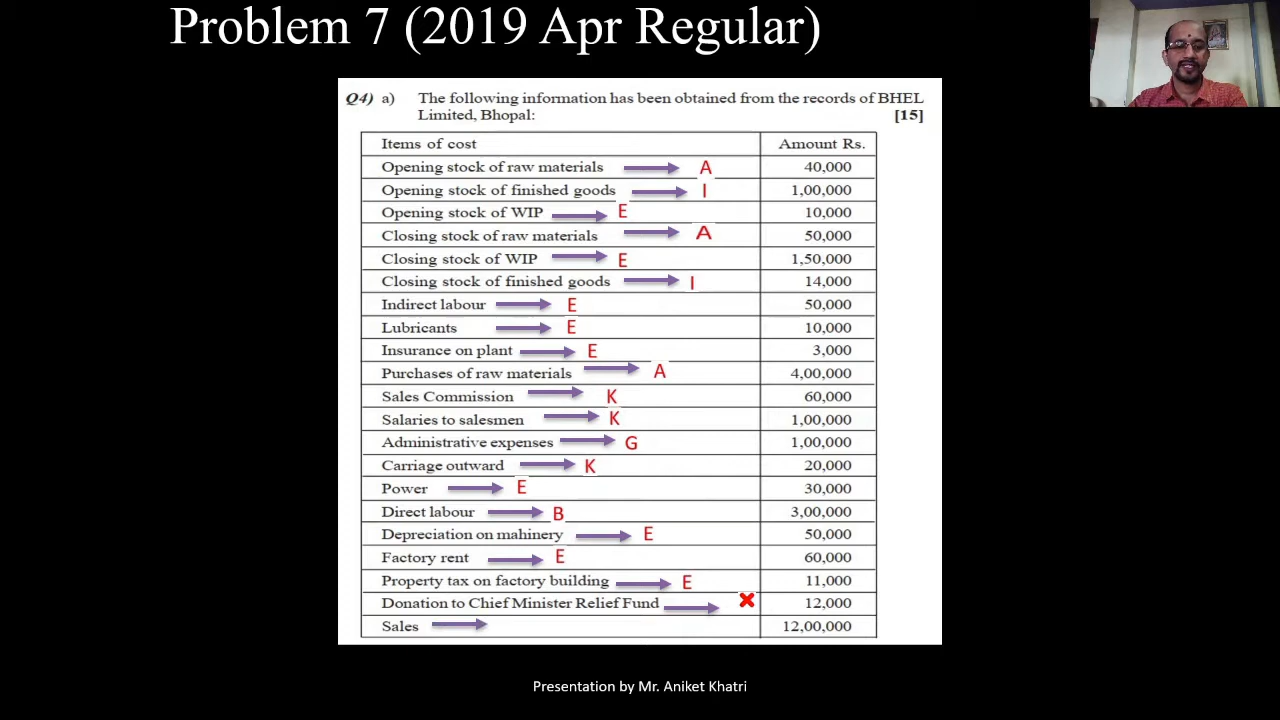 Problem 7 (2019 Apr Regular)
Q4) a) The following information has been obtained from the records of BHEL
Limited, Bhopal: [15]
Items of cost Amount Rs.
Opening stock of raw materials A 40,000
Opening stock of finished goods I 1,00,000
Opening stock of WIP E 10,000
Closing stock of raw materials A 50,000
Closing stock of WIP E 1,50,000
Closing stock of finished goods I 14,000
Indirect labour E 50,000
Lubricants E 10,000
Insurance on plant E 3,000
Purchases of raw materials A 4,00,000
Sales Commission K 60,000
Salaries to salesmen K 1,00,000
Administrative expenses G 1,00,000
Carriage outward K 20,000
Power E 30,000
Direct labour B 3,00,000
Depreciation on mahinery E 50,000
Factory rent E 60,000
Property tax on factory building E 11,000
Donation to Chief Minister Relief Fund 12,000
Sales 12,00,000
Presentation by Mr. Aniket Khatri